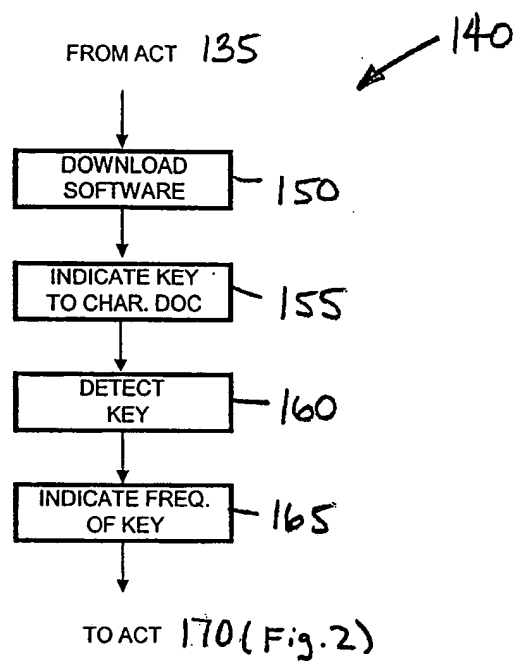 FROM ACT 135
140
DOWNLOAD
SOFTWARE
150
INDICATE KEY
TO CHAR. DOC
155
DETECT
KEY
160
INDICATE FREQ.
OF KEY
165
TO ACT 170 (Fig. 2)